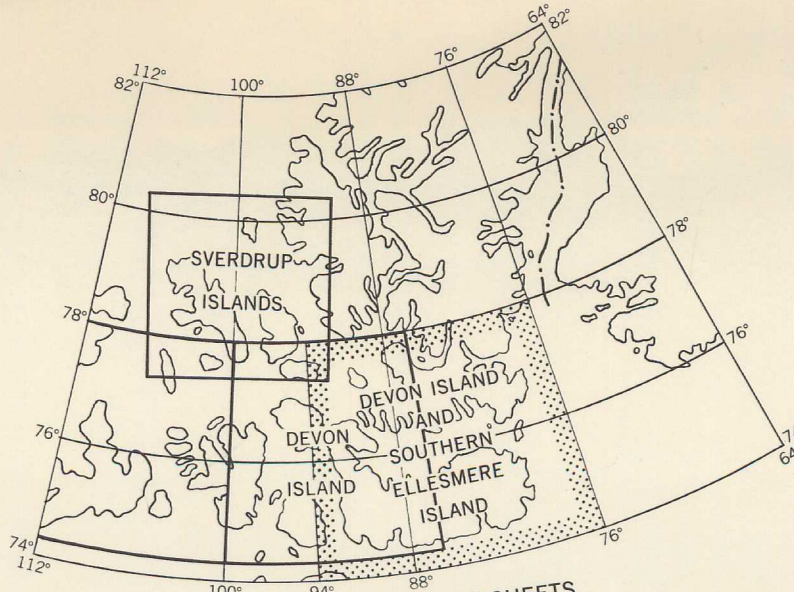 64°
82°
76°
88°
100°
112°
82°
80°
80°
78°
SVERDRUP
ISLANDS
78°
76°
DEVON ISLAND
AND
SOUTHERN
ELLESMERE
ISLAND
DEVON
ISLAND
76°
64°
76°
74°
112°
100°
94°
88°